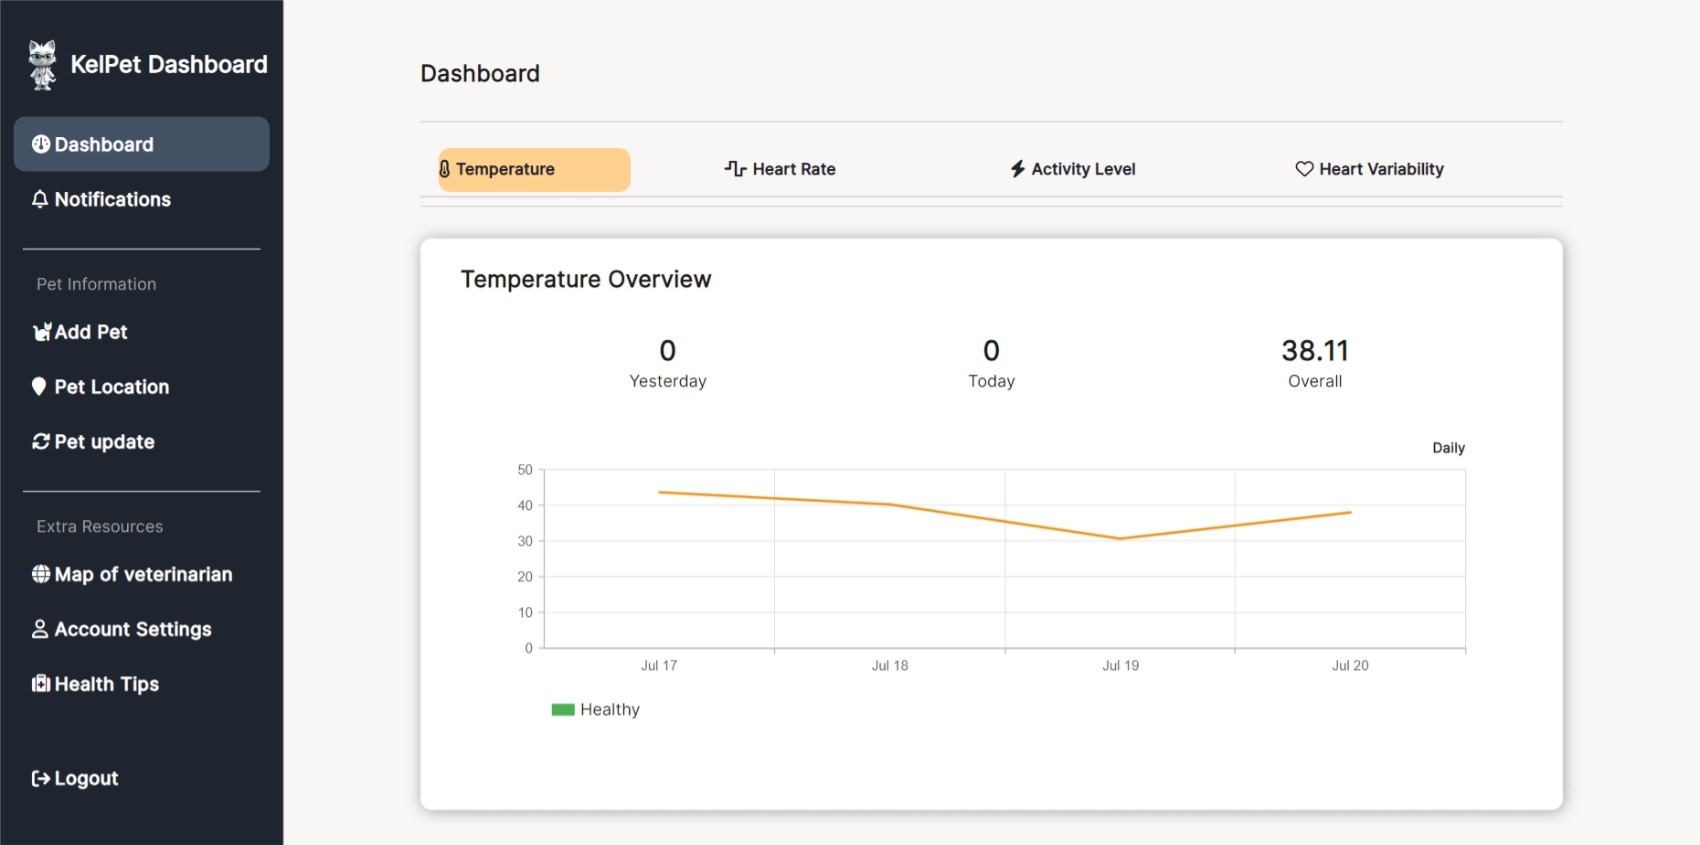 KelPet Dashboard
Dashboard
Notifications
Pet Information
Add Pet
Pet Location
Pet update
Extra Resources
Map of veterinarian
Account Settings
Health Tips
Logout
Dashboard
Temperature
Heart Rate
Activity Level
Heart Variability
Temperature Overview
0
Yesterday
0
Today
38.11
Overall
Daily
50
40
30
20
10
0
Jul 17
Jul 18
Jul 19
Jul 20
Healthy